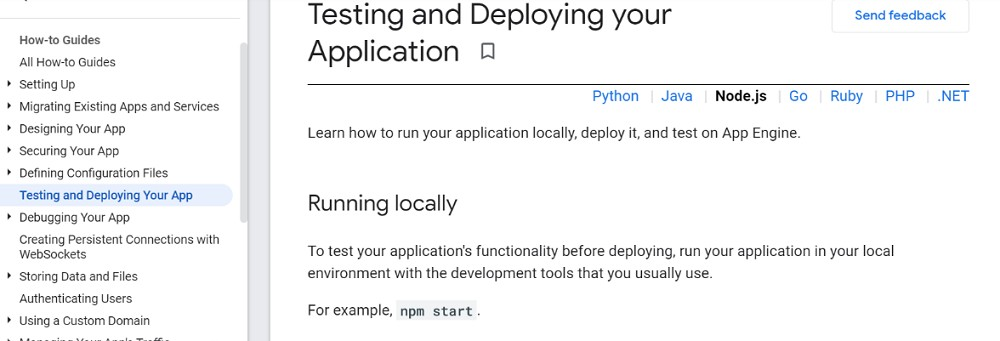 How-to Guides
All How-to Guides
Setting Up
Migrating Existing Apps and Services
Designing Your App
Securing Your App
Defining Configuration Files
Testing and Deploying Your App
Debugging Your App
Creating Persistent Connections with
WebSockets
Storing Data and Files
Authenticating Users
Using a Custom Domain
Managing Your App's Traffic
Testing and Deploying your
Application
Send feedback
Python | Java | Node.js | Go | Ruby | PHP | .NET
Learn how to run your application locally, deploy it, and test on App Engine.
Running locally
To test your application's functionality before deploying, run your application in your local
environment with the development tools that you usually use.
For example, npm start.